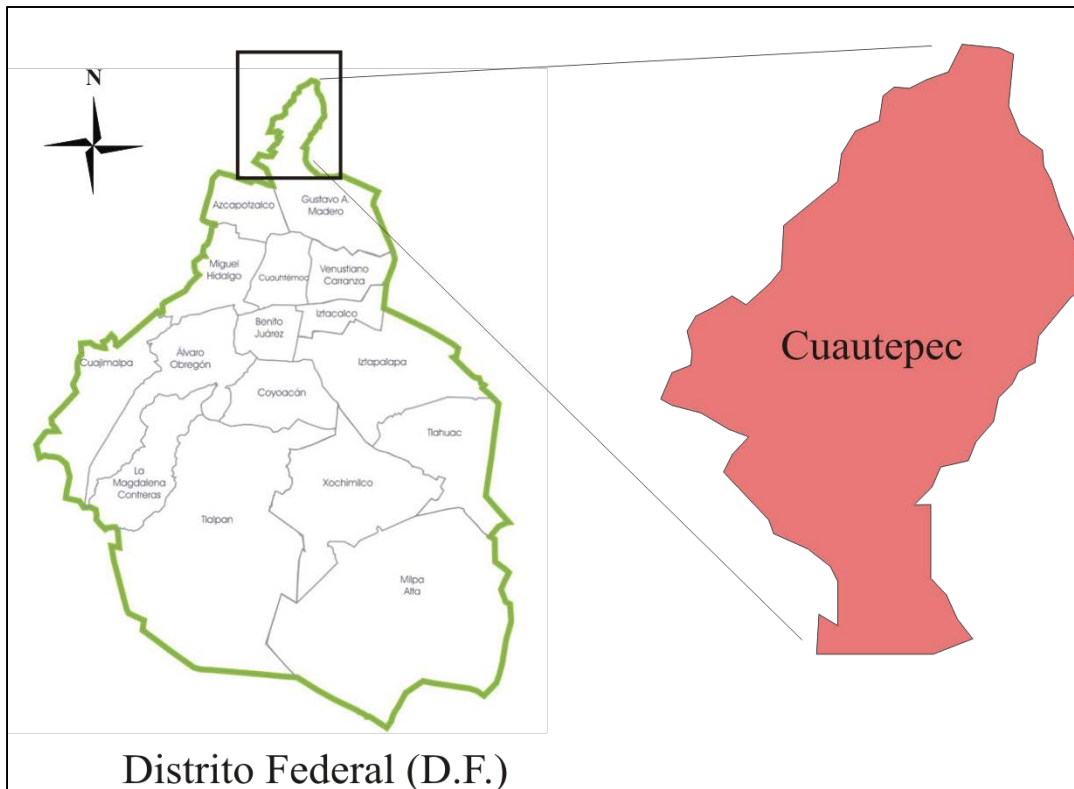 N
Azcapotzalco
Gustavo A.
Madero
Miguel
Hidalgo
Cuauhtémoc
Venustiano
Carranza
Iztacalco
Benito
Juárez
Cuajimalpa
Álvaro
Obregón
Iztapalapa
Coyoacán
Tlahuac
La
Magdalena
Contreras
Xochimilco
Tlalpan
Milpa
Alta
Cuautepec
Distrito Federal (D.F.)